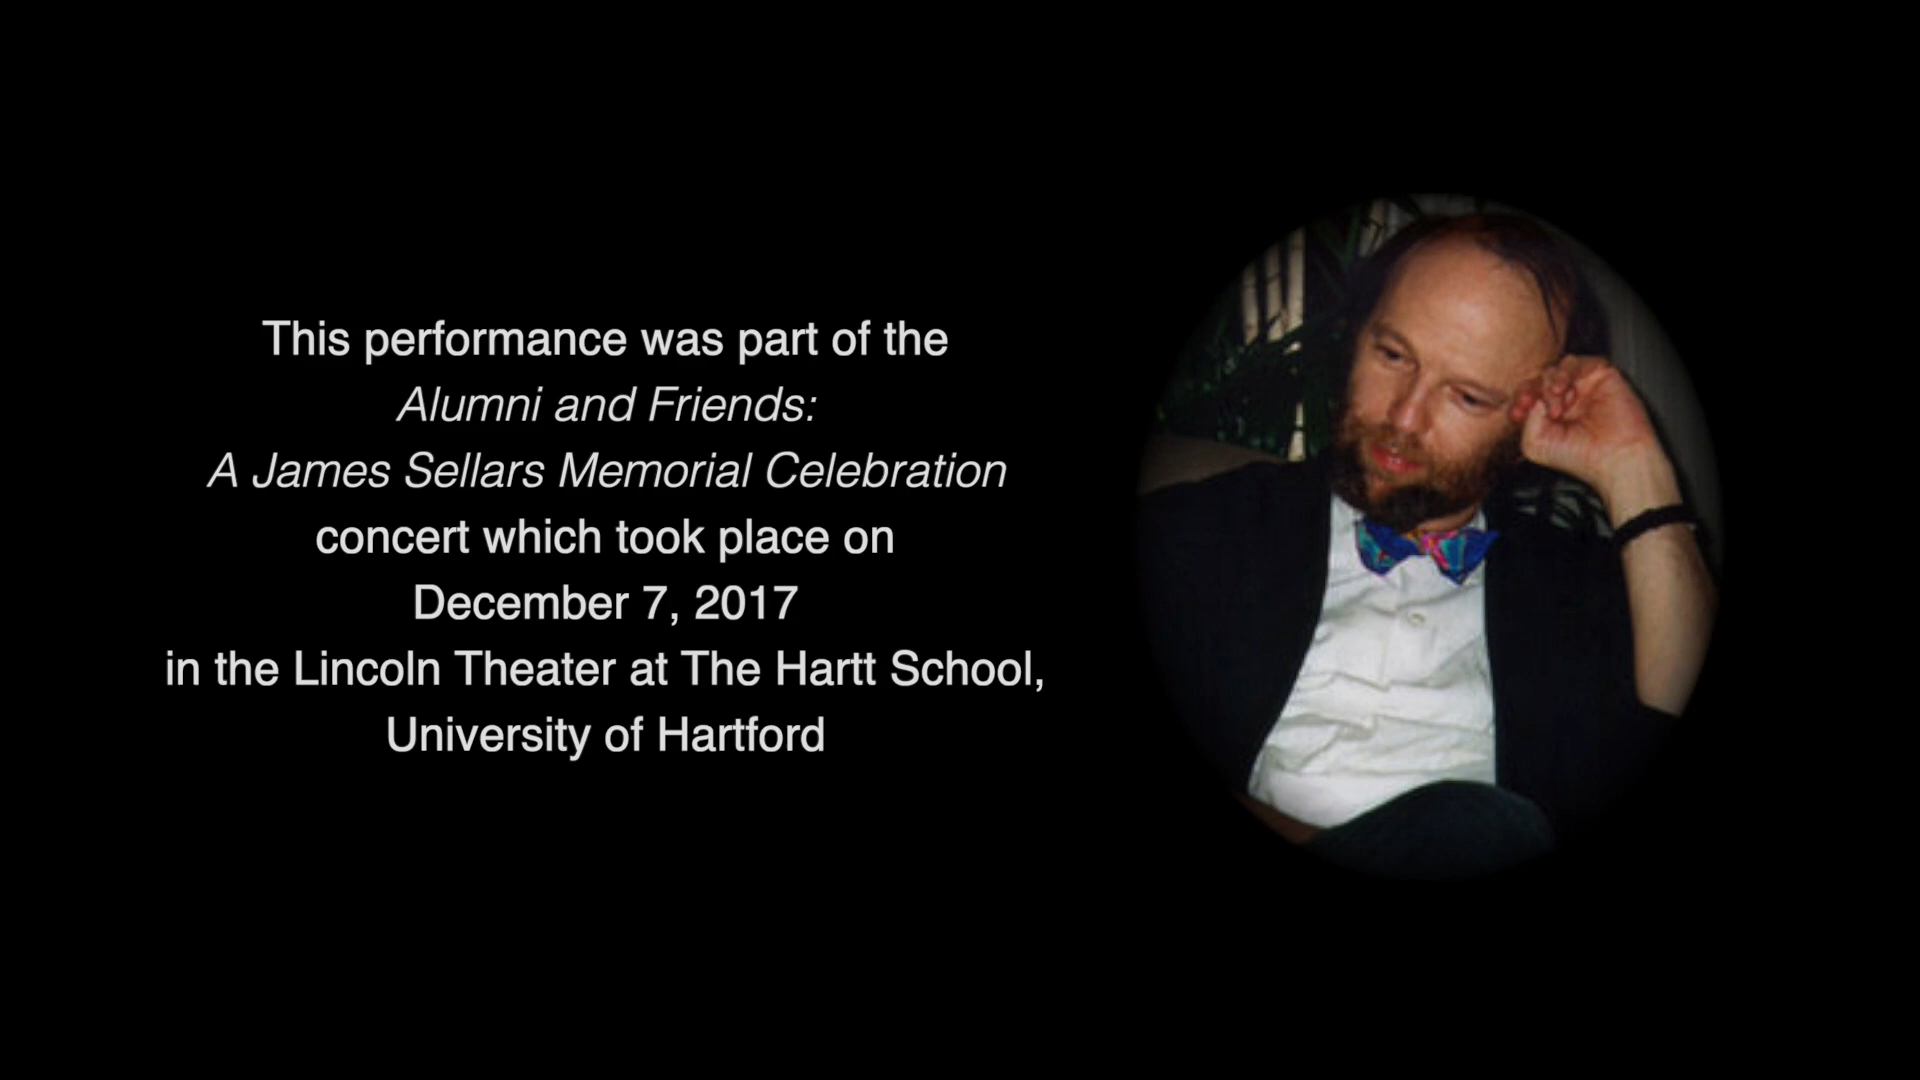 This performance was part of the
Alumni and Friends:
A James Sellars Memorial Celebration
concert which took place on
December 7, 2017
in the Lincoln Theater at The Hartt School,
University of Hartford